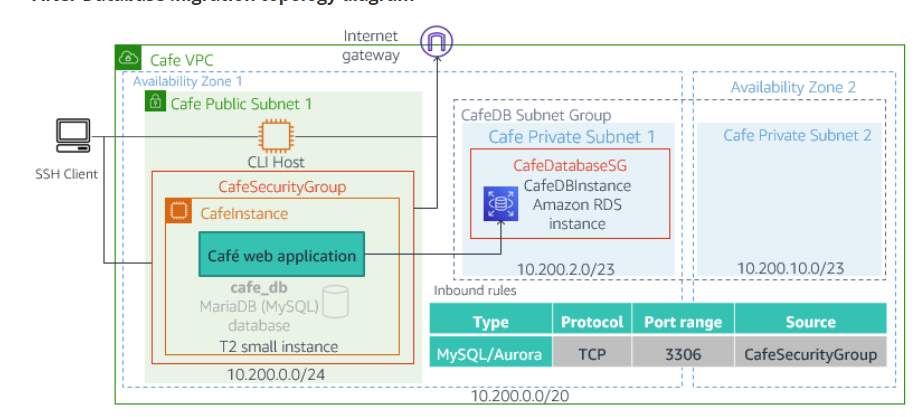 After Database Migration topology diagram
Internet
gateway
Cafe VPC
Availability Zone 1
Availability Zone 2
Cafe Public Subnet 1
CafeDB Subnet Group
Cafe Private Subnet 1
Cafe Private Subnet 2
SSH Client
CLI Host
CafeSecurityGroup
CafeInstance
Café web application
cafe_db
MariaDB (MySQL)
database
T2 small instance
10.200.0.0/24
CafeDatabaseSG
CafeDBInstance
Amazon RDS
instance
10.200.2.0/23
10.200.10.0/23
Inbound rules
Type Protocol Port range Source
MySQL/Aurora TCP 3306 CafeSecurityGroup
10.200.0.0/20